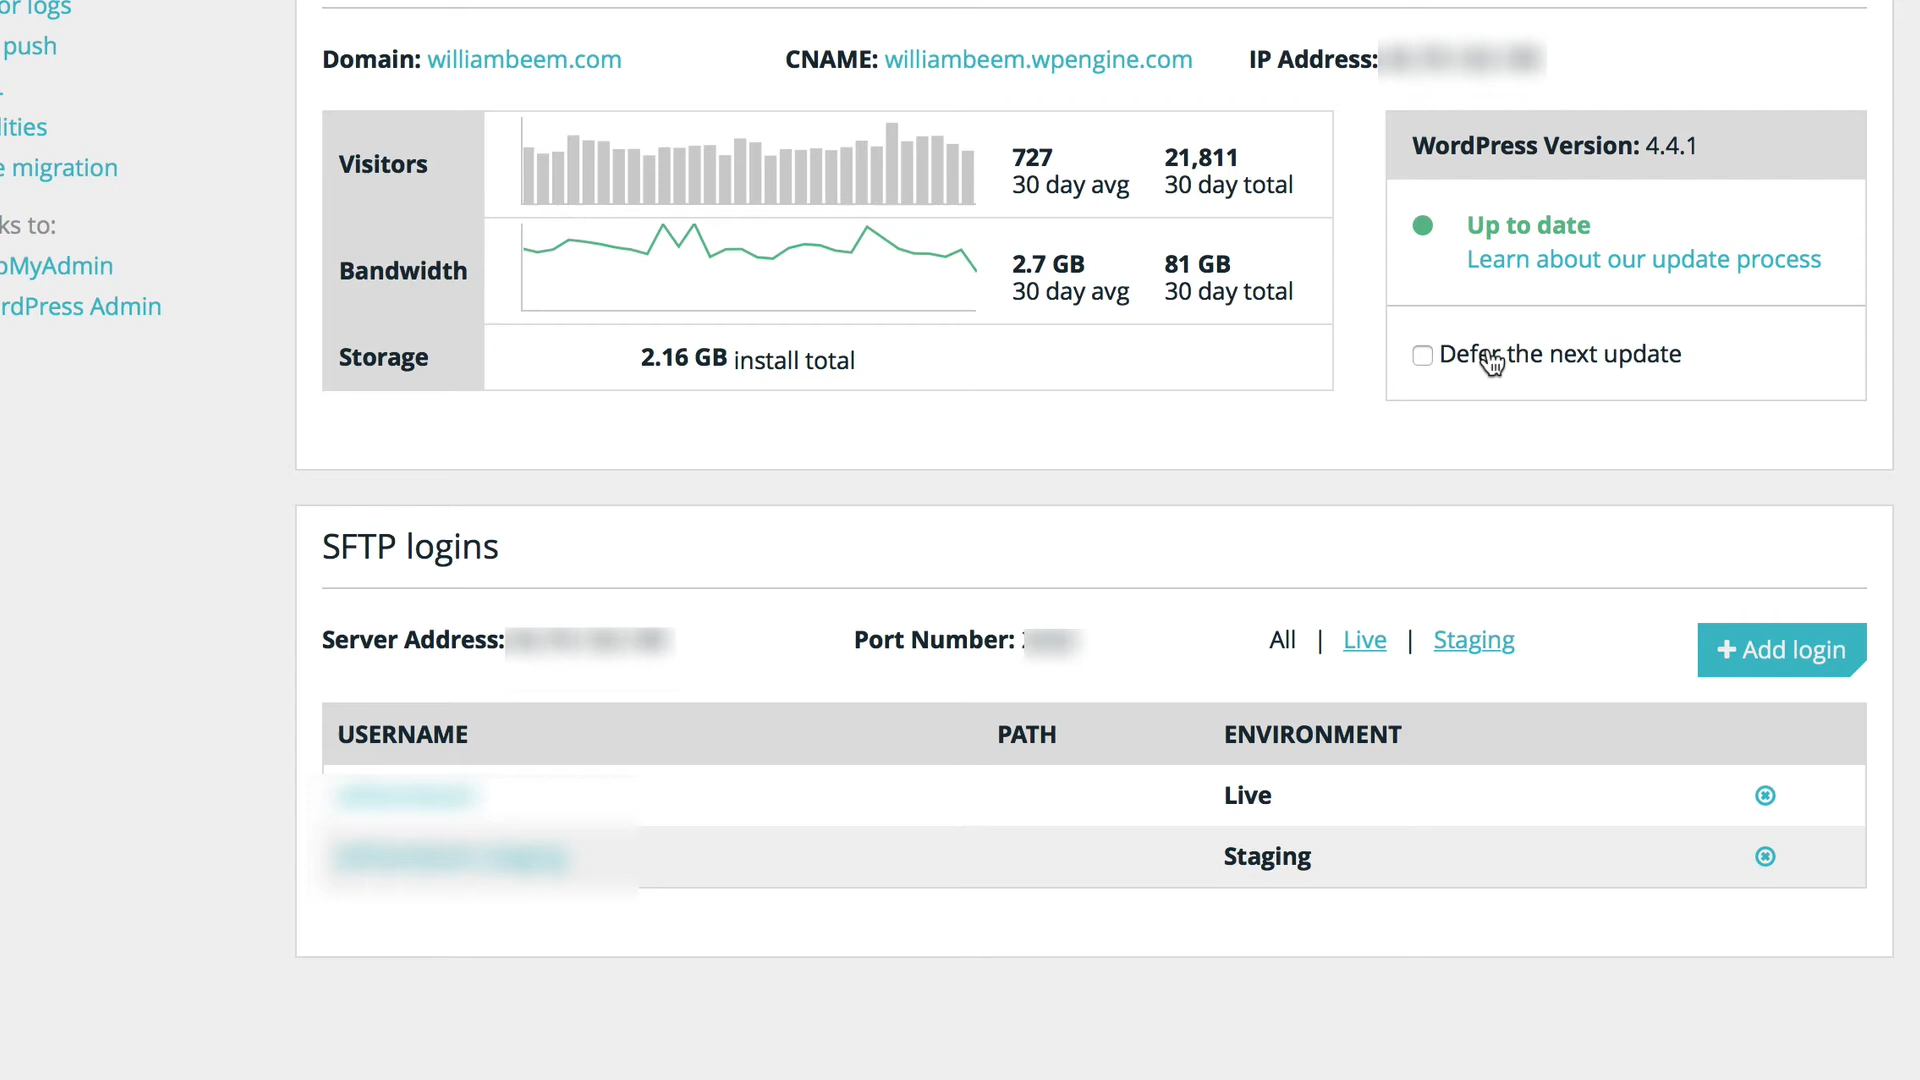 or logs
push
lities
e migration
ks to:
MyAdmin
rdPress Admin
Domain: williambeem.com
CNAME: williambeem.wpengine.com
IP Address:
Visitors
727
30 day avg
21,811
30 day total
Bandwidth
2.7 GB
30 day avg
81 GB
30 day total
Storage
2.16 GB install total
WordPress Version: 4.4.1
Up to date
Learn about our update process
Defer the next update
SFTP logins
Server Address:
Port Number:
All | Live | Staging
+ Add login
USERNAME PATH ENVIRONMENT
Live
Staging